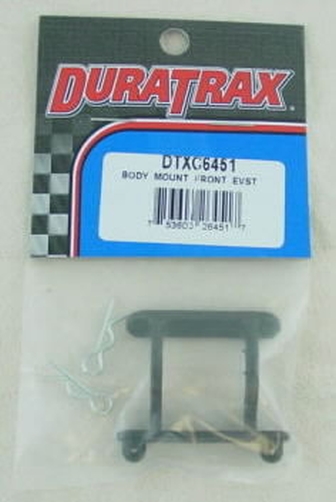 DURATRAX
DTXC6451
BODY MOUNT FRONT EVST